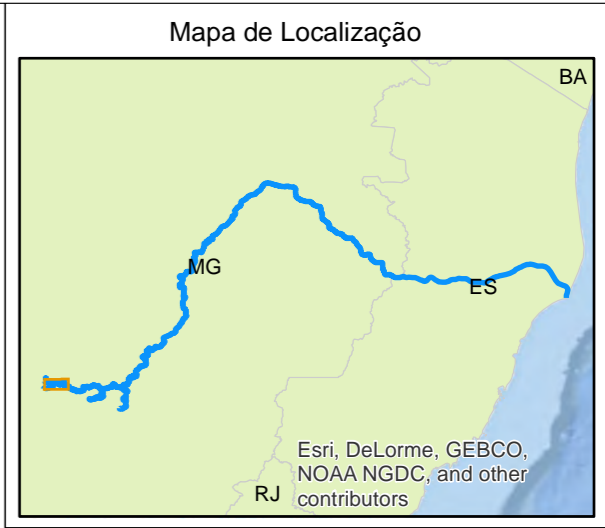 Mapa de Localização
BA
MG
ES
Esri, DeLorme, GEBCO,
NOAA NGDC, and other
RJ contributors